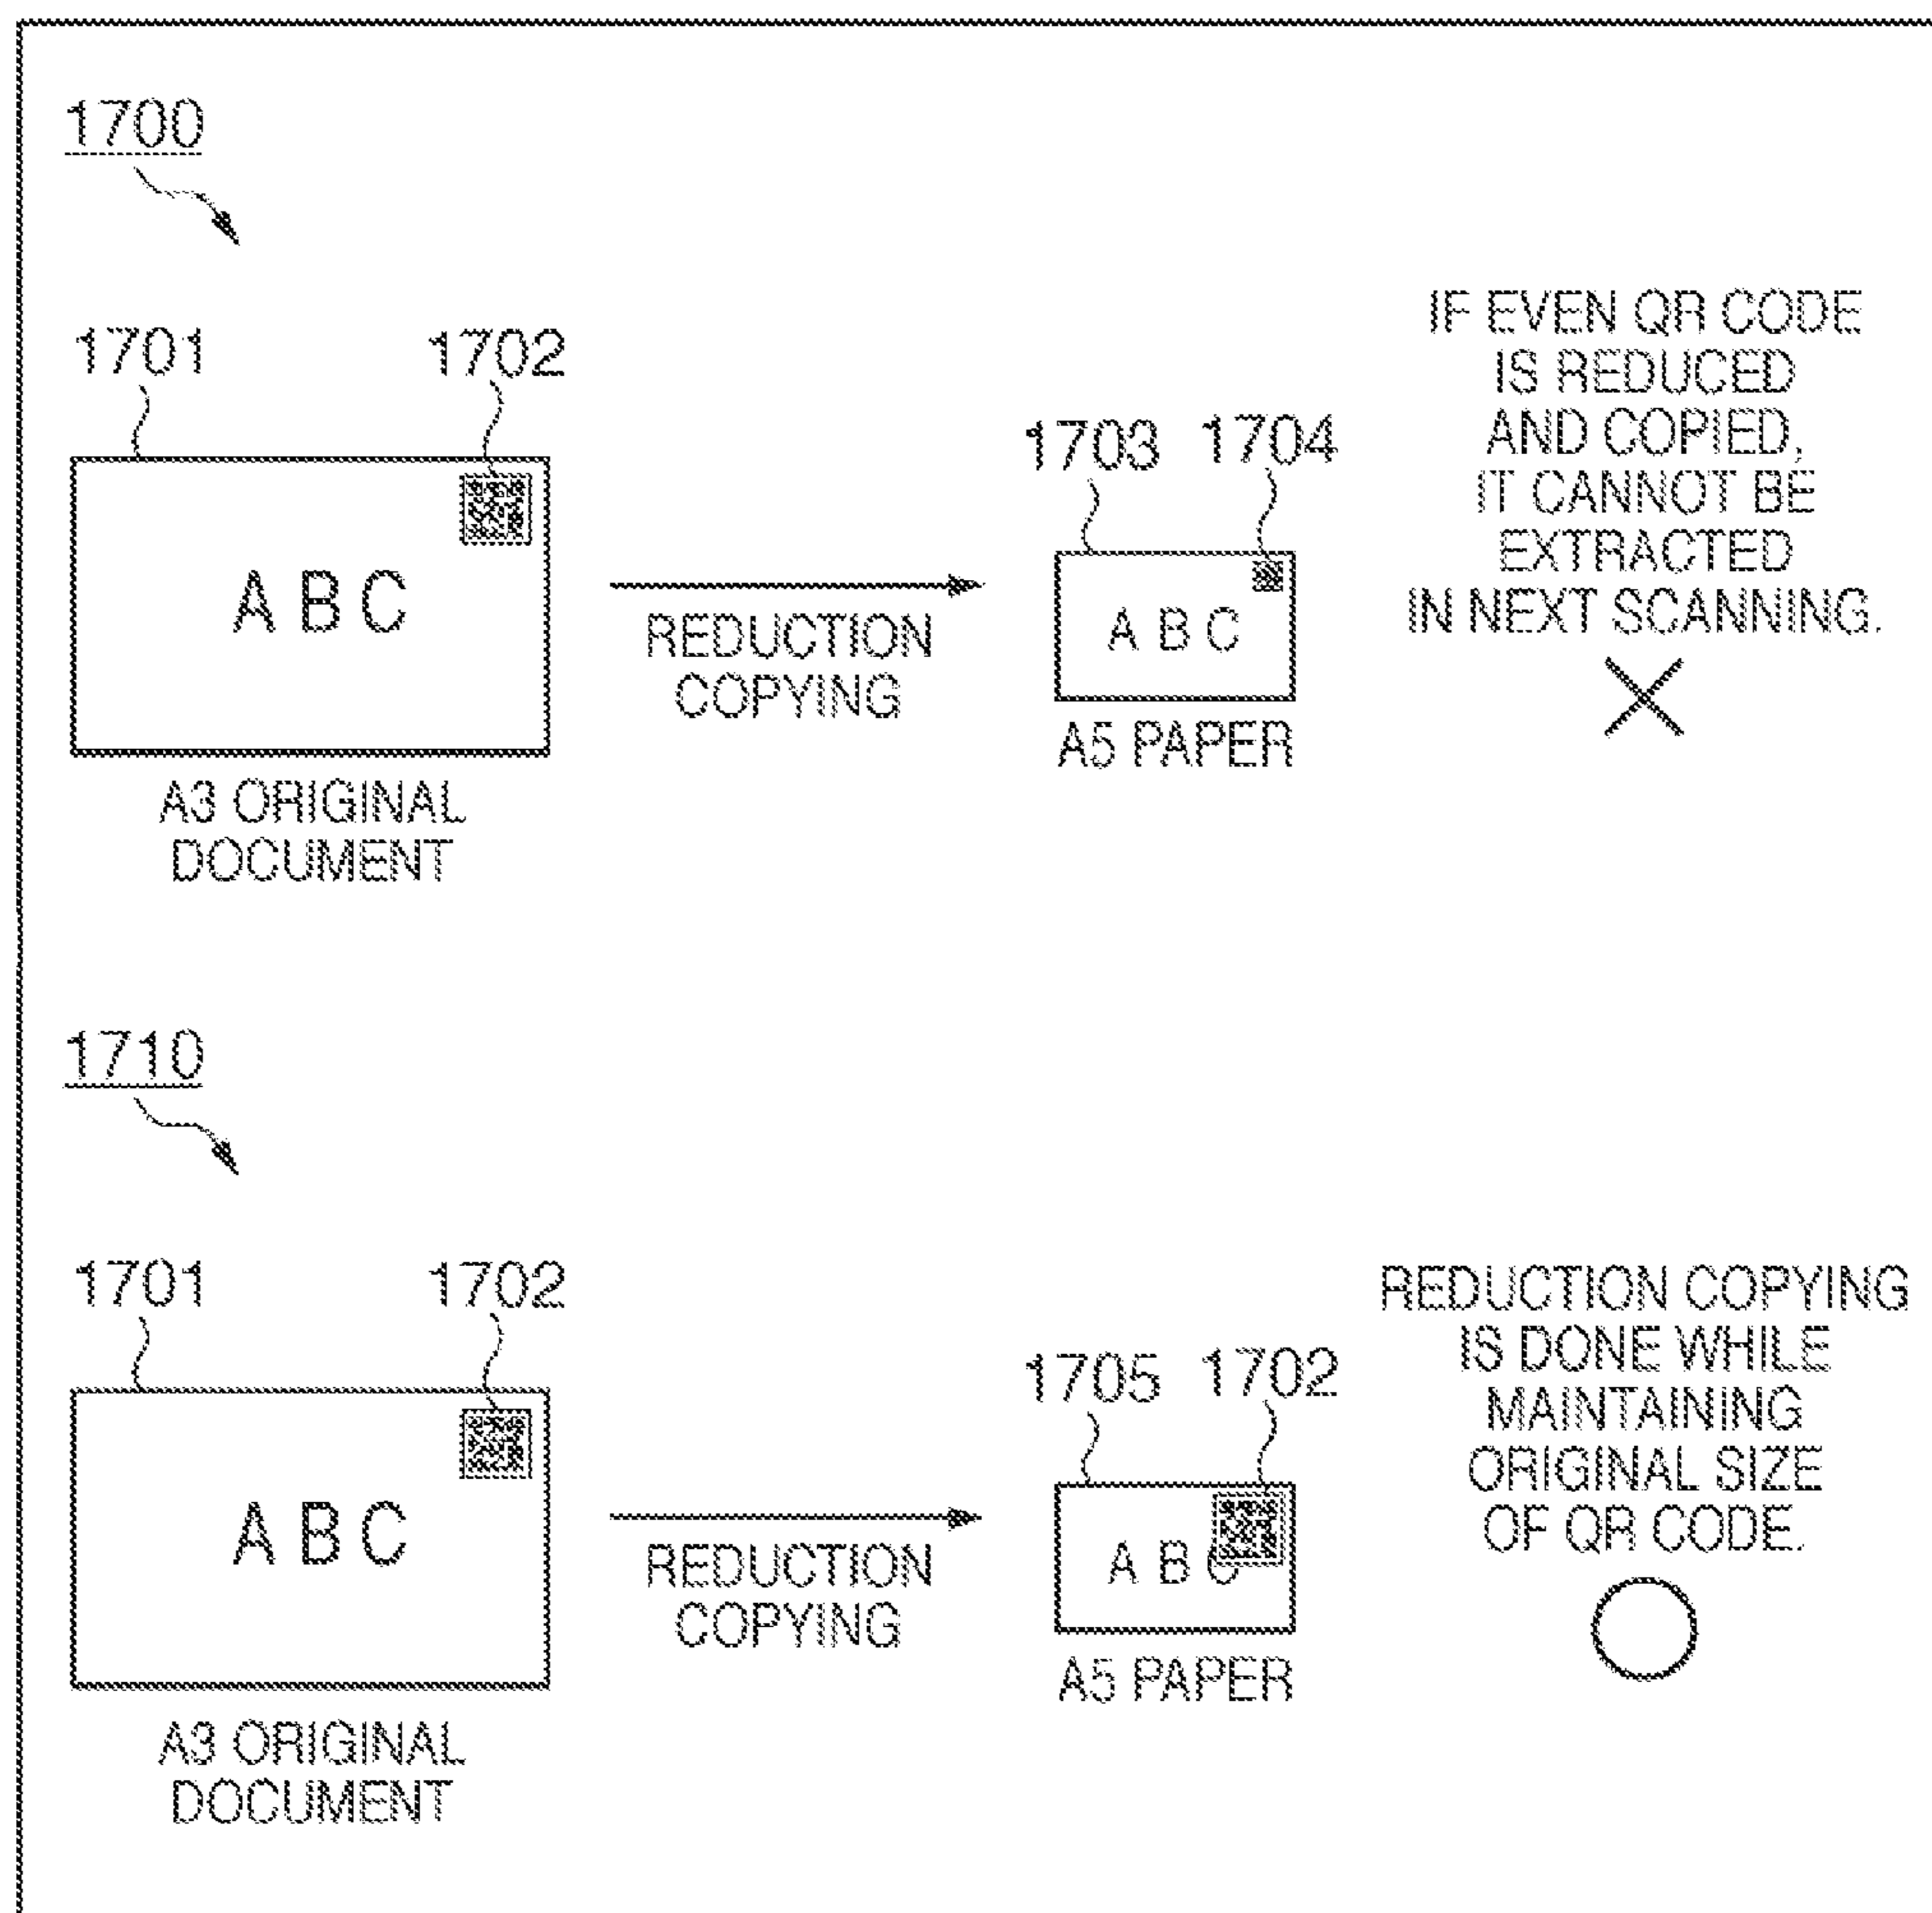 1700
1701
1702
A B C
A3 ORIGINAL
DOCUMENT
REDUCTION
COPYING
1703
1704
A B C
A5 PAPER
IF EVEN QR CODE
IS REDUCED
AND COPIED,
IT CANNOT BE
EXTRACTED
IN NEXT SCANNING.
1710
1701
1702
A B C
A3 ORIGINAL
DOCUMENT
REDUCTION
COPYING
1705
1702
A B C
A5 PAPER
REDUCTION COPYING
IS DONE WHILE
MAINTAINING
ORIGINAL SIZE
OF QR CODE.